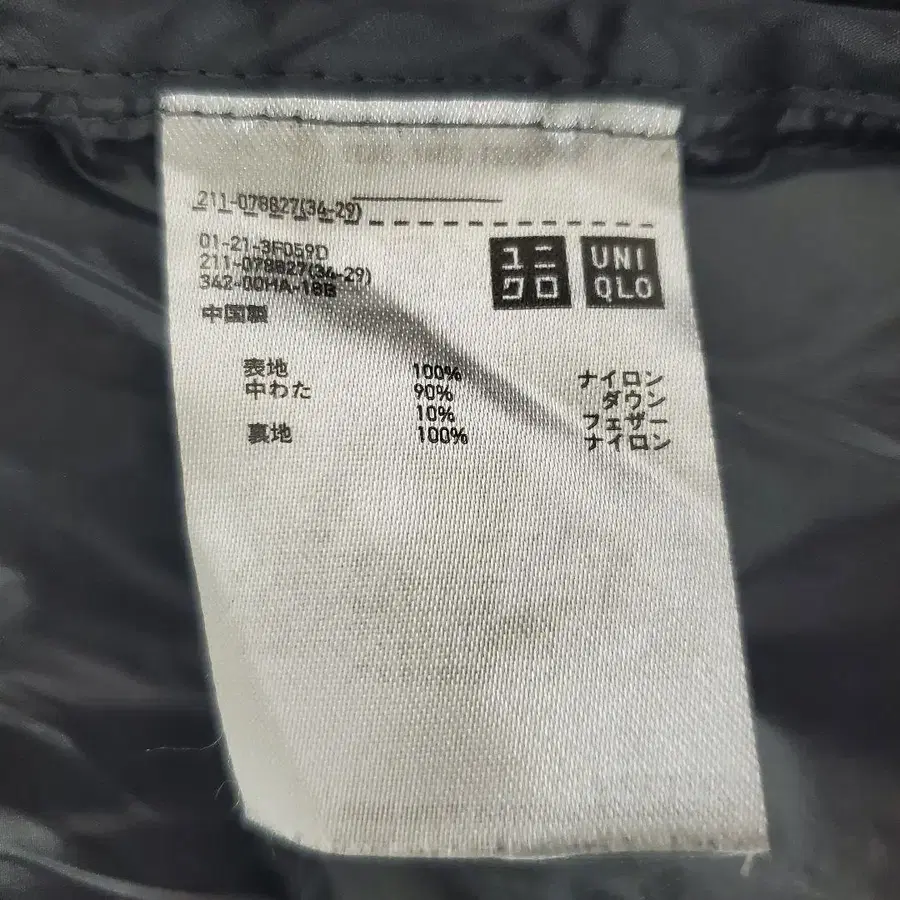 211-078827(34-29)
01-21-3F059D
211-078827(34-29)
342-00HA-18B
中国製
ユニ
クロ
UNI
QLO
表地 100% ナイロン
中わた 90% ダウン
10% フェザー
裏地 100% ナイロン